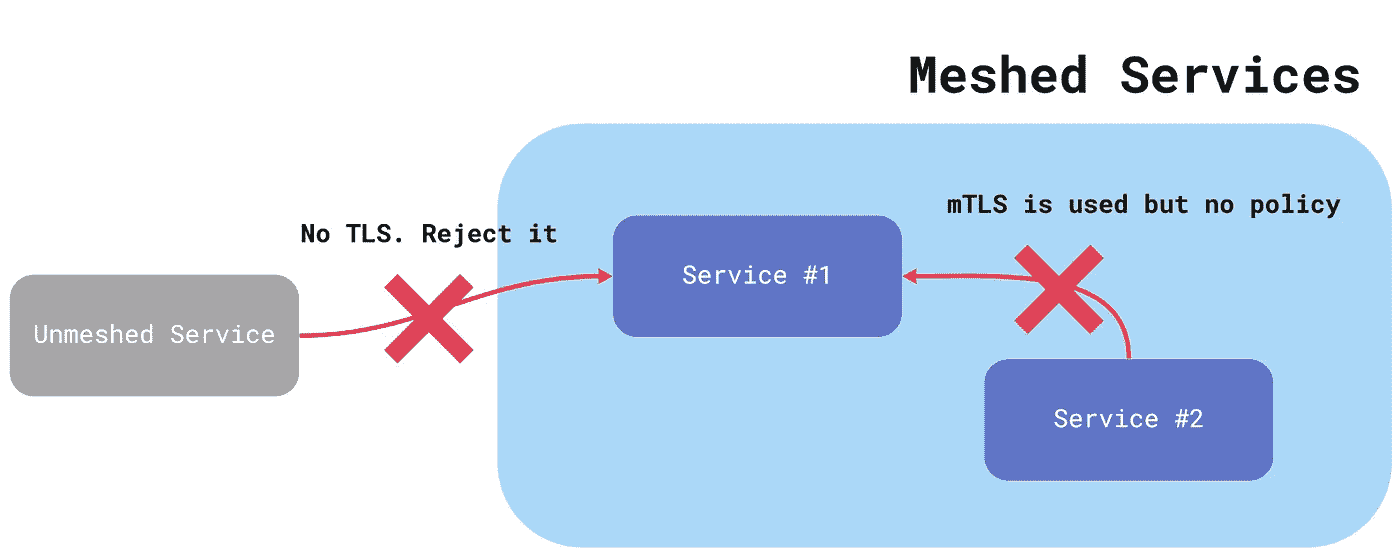 Meshed Services
mTLS is used but no policy
No TLS. Reject it
Service #1
Unmeshed Service
Service #2